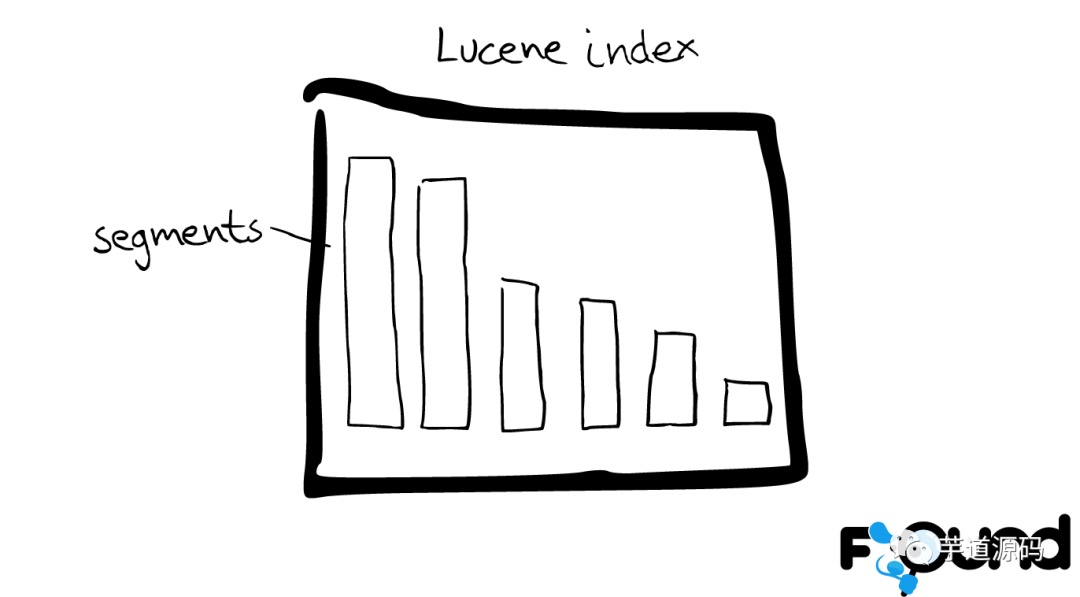 Lucene index
segments
Found
芋道源码